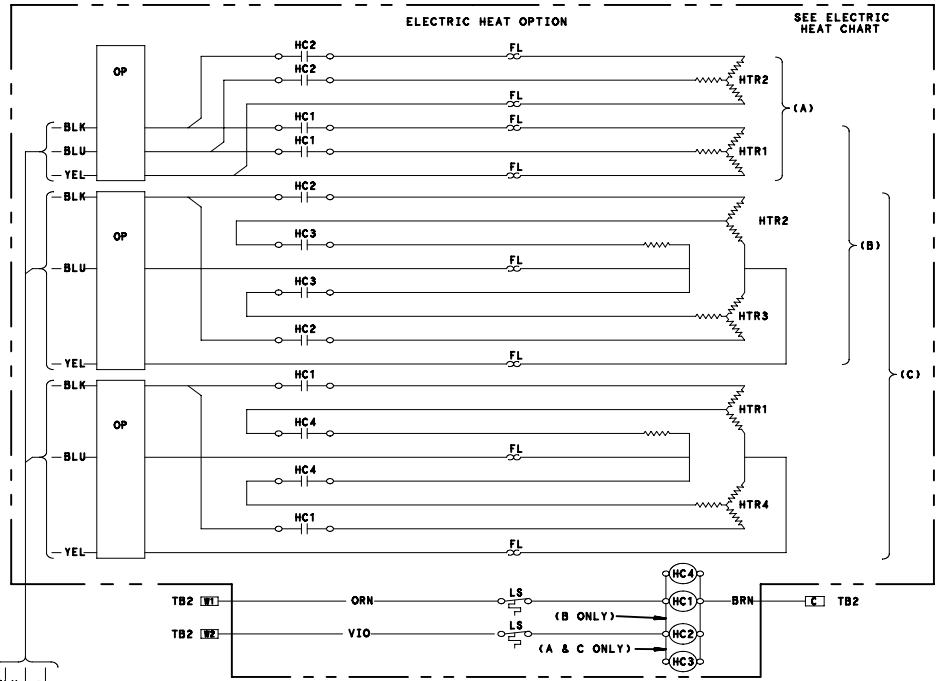 ELECTRIC HEAT OPTION
SEE ELECTRIC
HEAT CHART
HC2
FL
OP
HC2
HTR2
FL
(A)
BLK
HC1
FL
BLU
HC1
HTR1
YEL
FL
BLK
HC2
HTR2
OP
HC3
(B)
BLU
FL
HC3
HTR3
HC2
YEL
FL
HC1
(C)
BLK
HTR1
OP
HC4
BLU
FL
HC4
HTR4
HC1
YEL
FL
HC4
TB2 W1
ORN
LS
HC1
BRN
C TB2
(B ONLY)
TB2 W2
VIO
LS
HC2
(A & C ONLY)
HC3